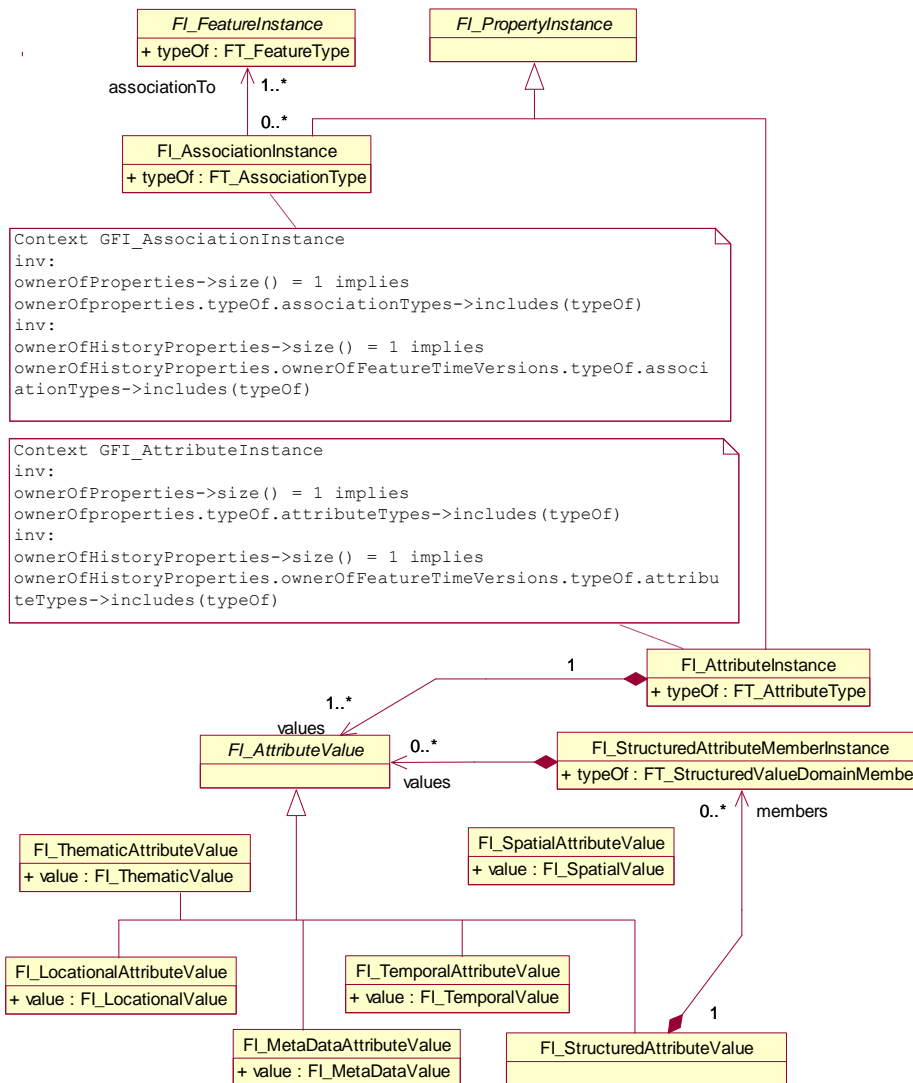 FI_FeatureInstance
+ typeOf : FT_FeatureType
FI_PropertyInstance
associationTo
1..*
0..*
FI_AssociationInstance
+ typeOf : FT_AssociationType
Context GFI_AssociationInstance
inv:
ownerOfProperties->size() = 1 implies
ownerOfproperties.typeOf.associationTypes->includes(typeOf)
inv:
ownerOfHistoryProperties->size() = 1 implies
ownerOfHistoryProperties.ownerOfFeatureTimeVersions.typeOf.associ
ationTypes->includes(typeOf)
Context GFI_AttributeInstance
inv:
ownerOfProperties->size() = 1 implies
ownerOfproperties.typeOf.attributeTypes->includes(typeOf)
inv:
ownerOfHistoryProperties->size() = 1 implies
ownerOfHistoryProperties.ownerOfFeatureTimeVersions.typeOf.attribu
teTypes->includes(typeOf)
FI_AttributeInstance
+ typeOf : FT_AttributeType
1
1..*
values
FI_AttributeValue
0..*
values
FI_StructuredAttributeMemberInstance
+ typeOf : FT_StructuredValueDomainMember
0..*
members
FI_ThematicAttributeValue
+ value : FI_ThematicValue
FI_SpatialAttributeValue
+ value : FI_SpatialValue
FI_LocationalAttributeValue
+ value : FI_LocationalValue
FI_TemporalAttributeValue
+ value : FI_TemporalValue
1
FI_MetaDataAttributeValue
+ value : FI_MetaDataValue
FI_StructuredAttributeValue